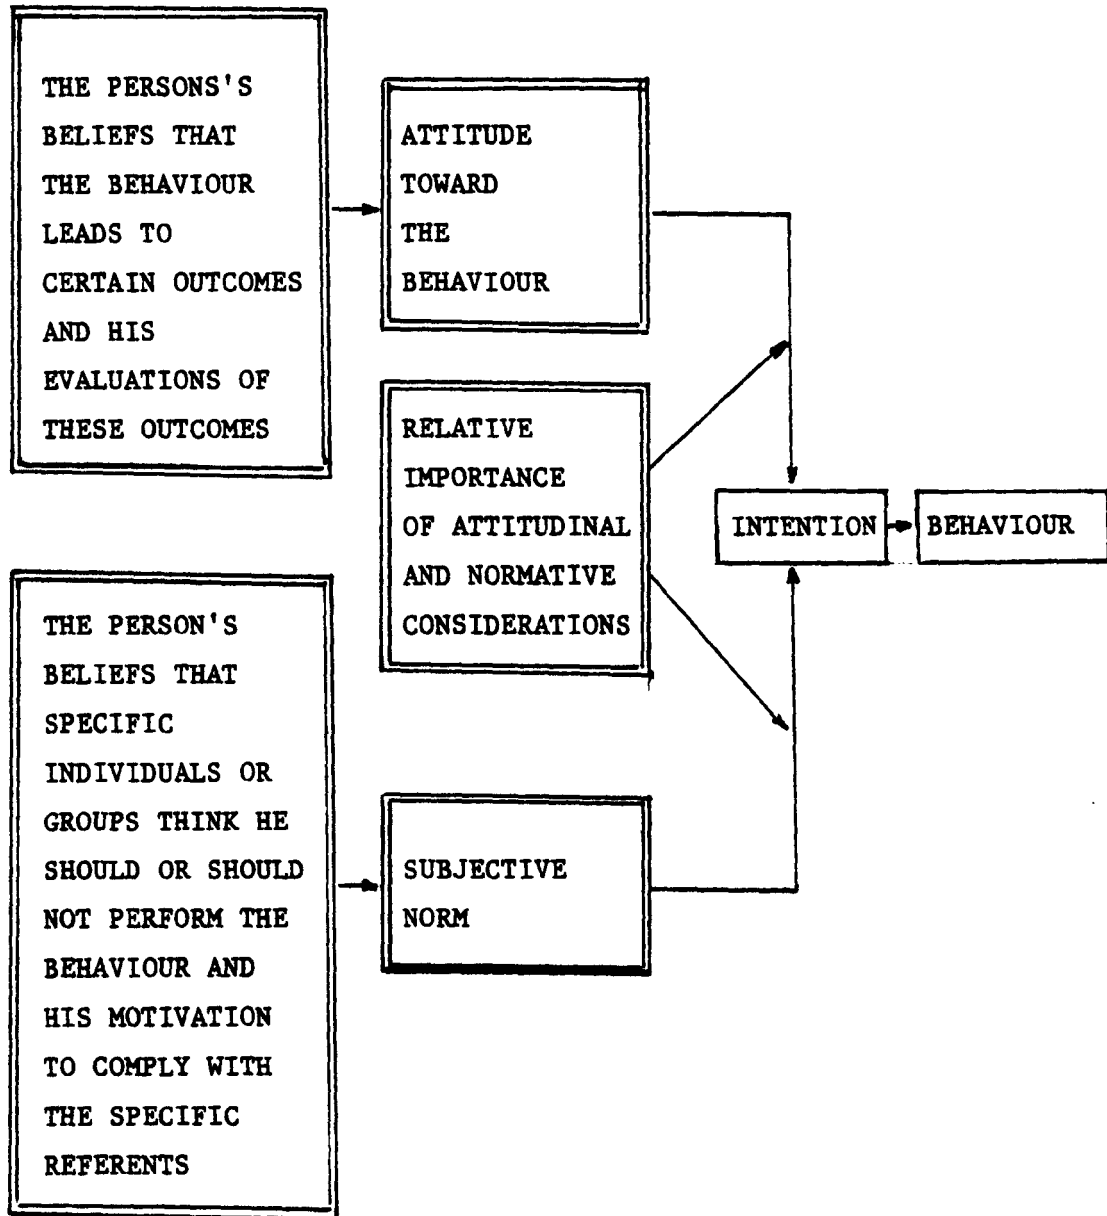 THE PERSONS'S
BELIEFS THAT
THE BEHAVIOUR
LEADS TO
CERTAIN OUTCOMES
AND HIS
EVALUATIONS OF
THESE OUTCOMES
ATTITUDE
TOWARD
THE
BEHAVIOUR
RELATIVE
IMPORTANCE
OF ATTITUDINAL
AND NORMATIVE
CONSIDERATIONS
INTENTION
BEHAVIOUR
THE PERSON'S
BELIEFS THAT
SPECIFIC
INDIVIDUALS OR
GROUPS THINK HE
SHOULD OR SHOULD
NOT PERFORM THE
BEHAVIOUR AND
HIS MOTIVATION
TO COMPLY WITH
THE SPECIFIC
REFERENTS
SUBJECTIVE
NORM